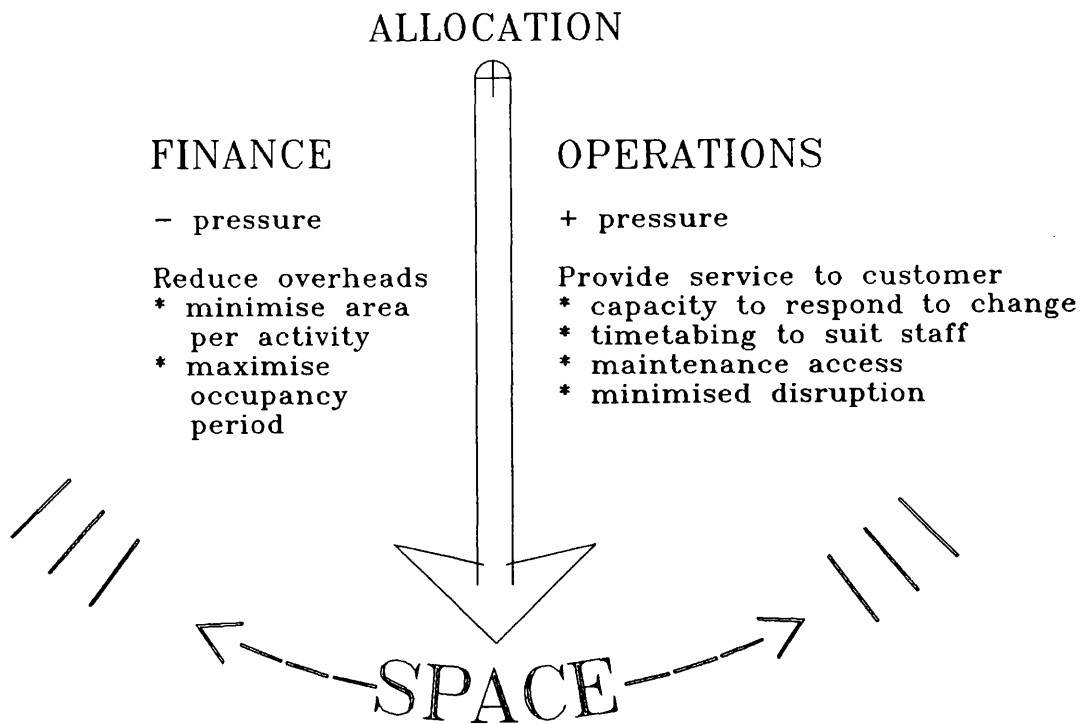 ALLOCATION
FINANCE
- pressure
Reduce overheads
* minimise area
per activity
* maximise
occupancy
period
OPERATIONS
+ pressure
Provide service to customer
* capacity to respond to change
* timetabing to suit staff
* maintenance access
* minimised disruption
SPACE